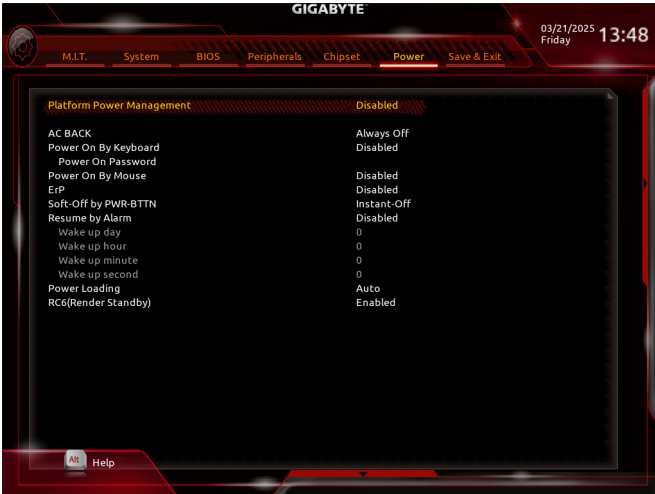 GIGABYTE™
03/21/2025 13:48
Friday
M.I.T. System BIOS Peripherals Chipset Power Save & Exit
Platform Power Management Disabled
AC BACK Always Off
Power On By Keyboard Disabled
Power On Password
Power On By Mouse Disabled
ErP Disabled
Soft-Off by PWR-BTTN Instant-Off
Resume by Alarm Disabled
Wake up day 0
Wake up hour 0
Wake up minute 0
Wake up second 0
Power Loading Auto
RC6(Render Standby) Enabled
Alt Help